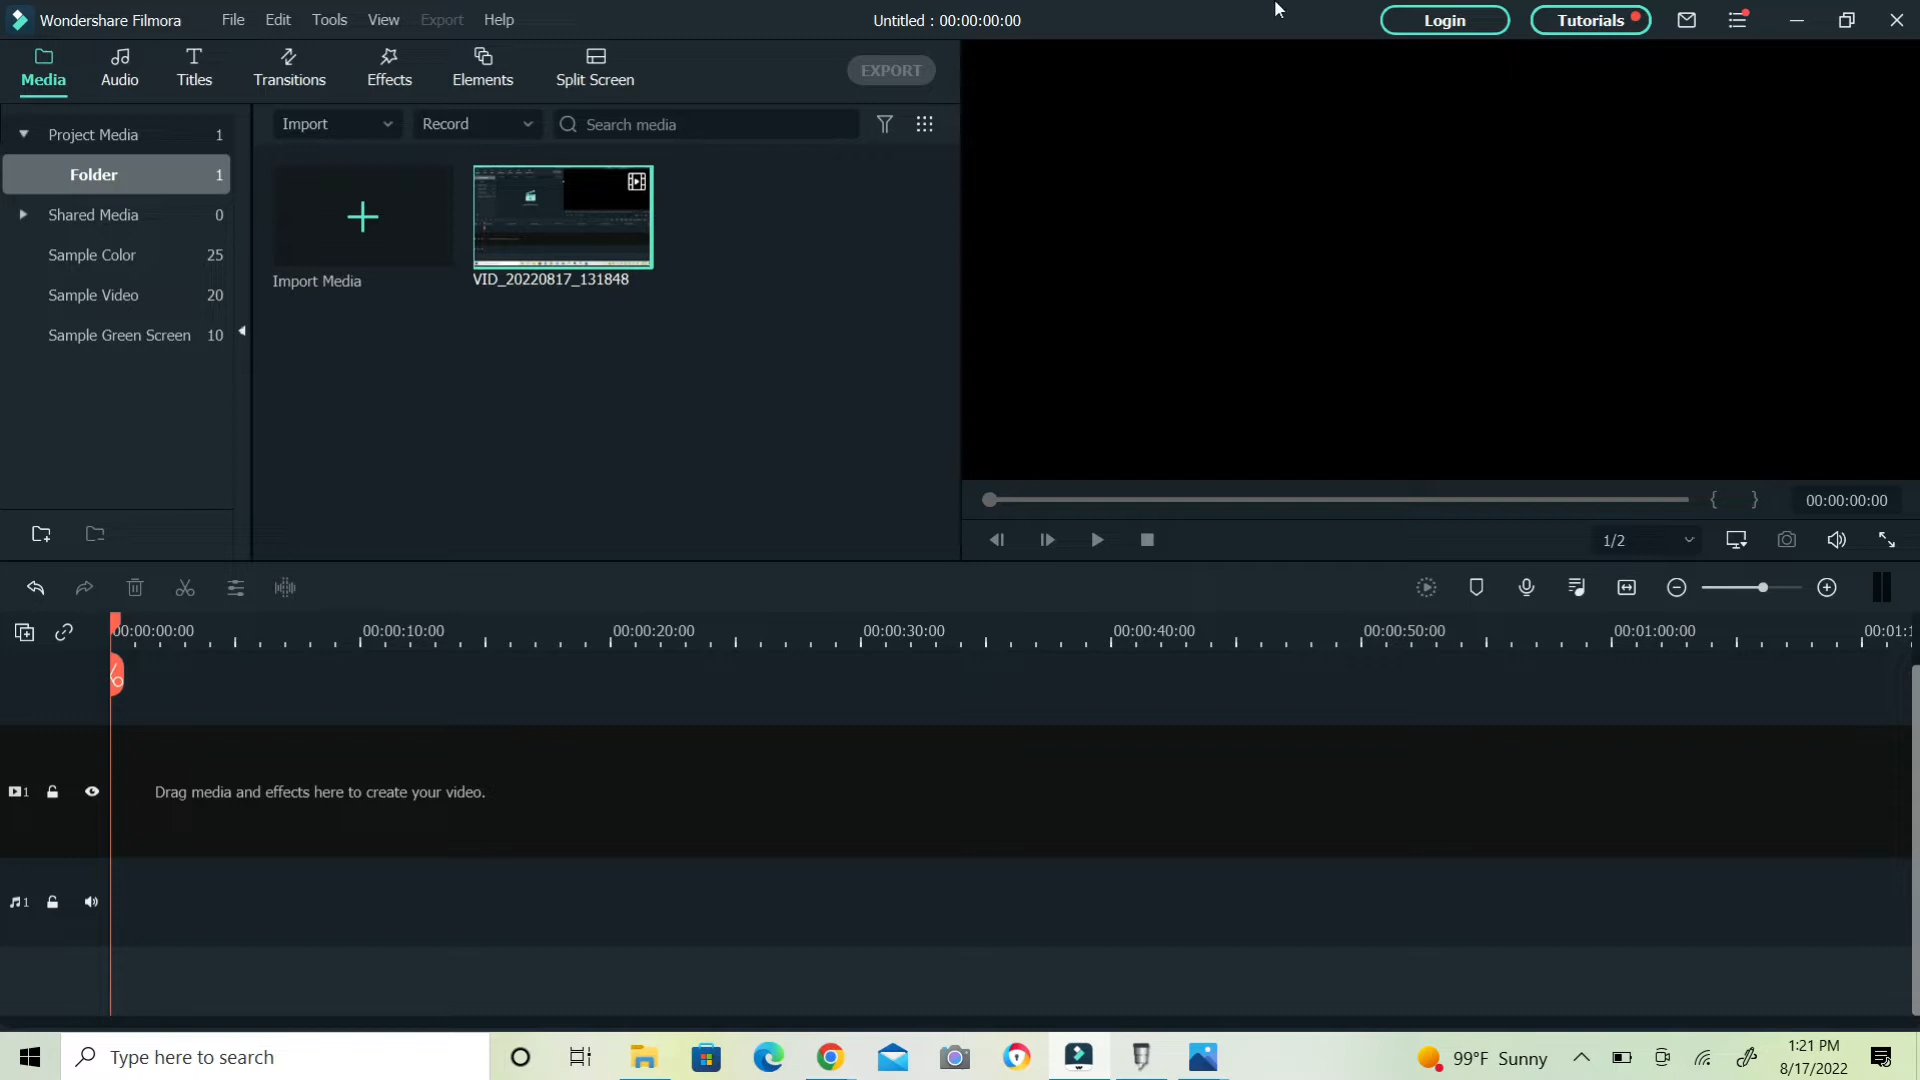 Wondershare Filmora File Edit Tools View Export Help Untitled : 00:00:00:00 Login Tutorials
Media Audio Titles Transitions Effects Elements Split Screen EXPORT
Project Media 1 Import Record Search media
Folder 1
Shared Media 0
Sample Color 25
Sample Video 20
Sample Green Screen 10
Import Media VID_20220817_131848
00:00:00:00
1/2
00:00:00:00 00:00:10:00 00:00:20:00 00:00:30:00 00:00:40:00 00:00:50:00 00:01:00:00 00:01:1
1 Drag media and effects here to create your video.
1
Type here to search 99°F Sunny 1:21 PM
8/17/2022